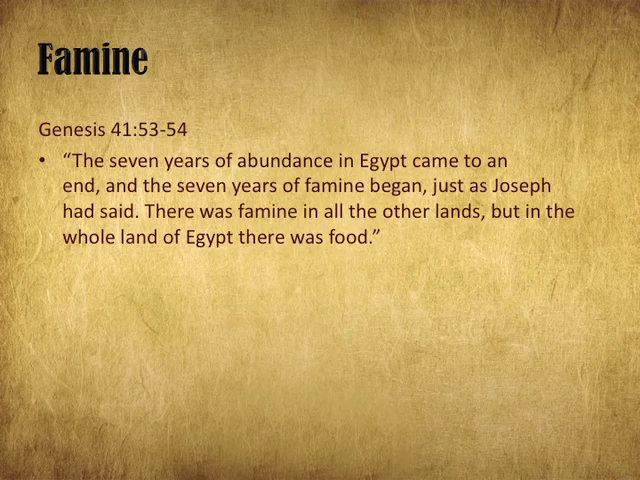 Famine
Genesis 41:53-54
• “The seven years of abundance in Egypt came to an
end, and the seven years of famine began, just as Joseph
had said. There was famine in all the other lands, but in the
whole land of Egypt there was food.”